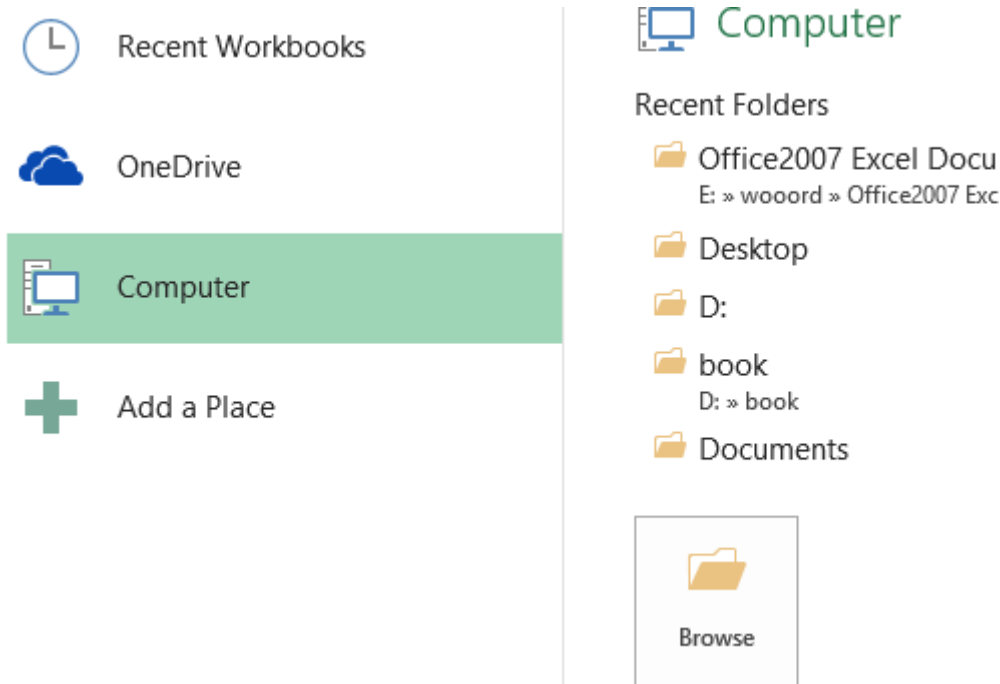 Recent Workbooks
OneDrive
Computer
Add a Place
Computer
Recent Folders
Office2007 Excel Docu
E: » wooord » Office2007 Exc
Desktop
D:
book
D: » book
Documents
Browse